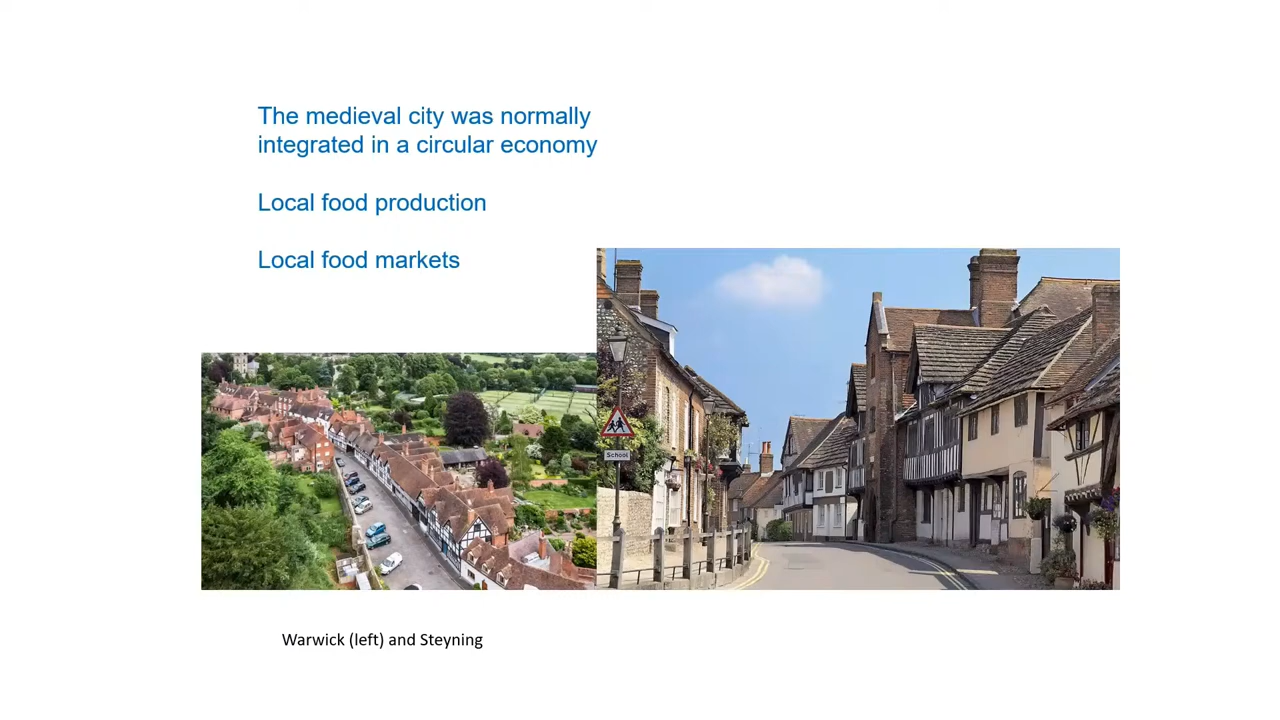 The medieval city was normally
integrated in a circular economy
Local food production
Local food markets
School
Warwick (left) and Steyning